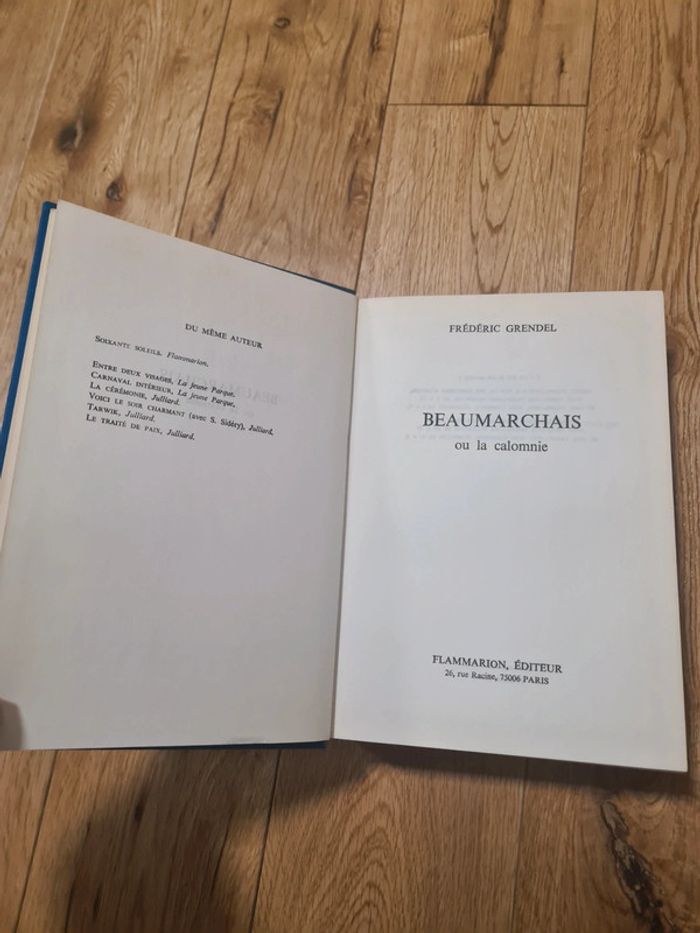 DU MÊME AUTEUR
SOIXANTE SOLEILS, Flammarion.
ENTRE DEUX VISAGES, La jeune Parque.
CARNAVAL INTÉRIEUR, La jeune Parque.
LA CÉRÉMONIE, Julliard.
VOICI LE SOIR CHARMANT (avec S. Sidéry), Julliard.
TARWIK, Julliard.
LE TRAITÉ DE PAIX, Julliard.
FRÉDÉRIC GRENDEL
BEAUMARCHAIS
ou la calomnie
FLAMMARION, ÉDITEUR
26, rue Racine, 75006 PARIS